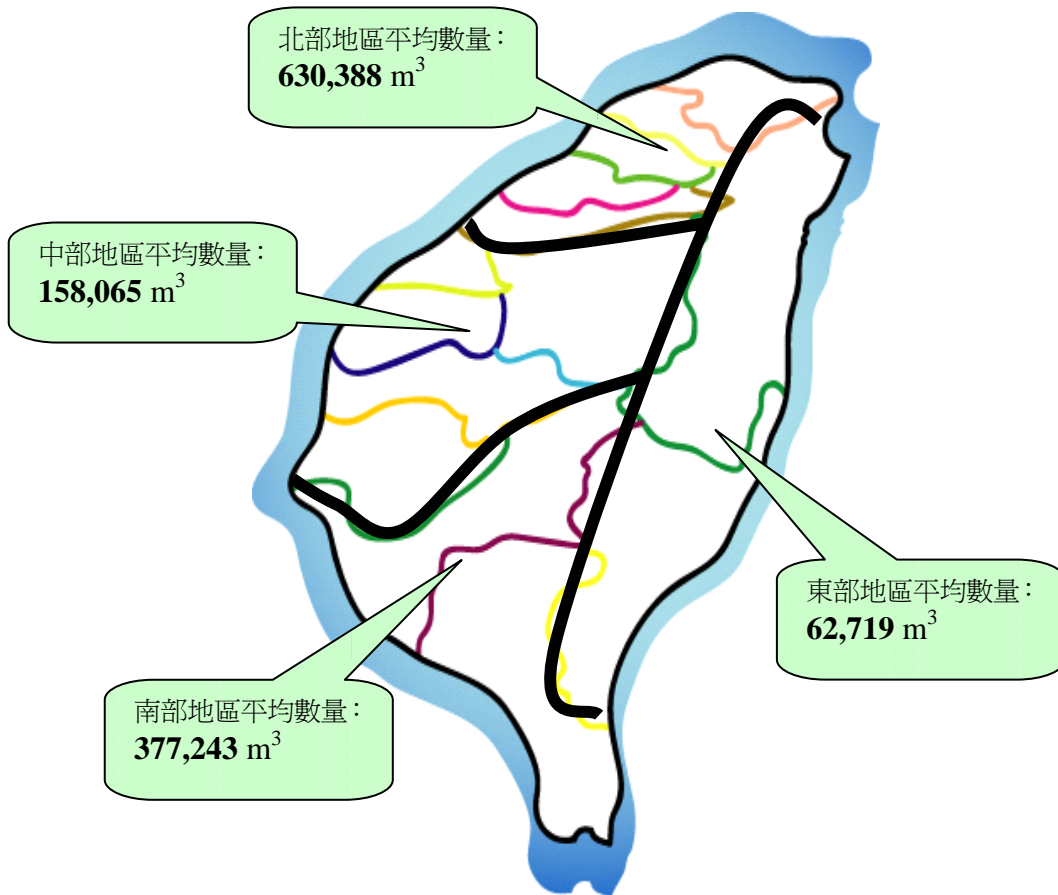 北部地區平均數量：
630,388 m³
中部地區平均數量：
158,065 m³
東部地區平均數量：
62,719 m³
南部地區平均數量：
377,243 m³